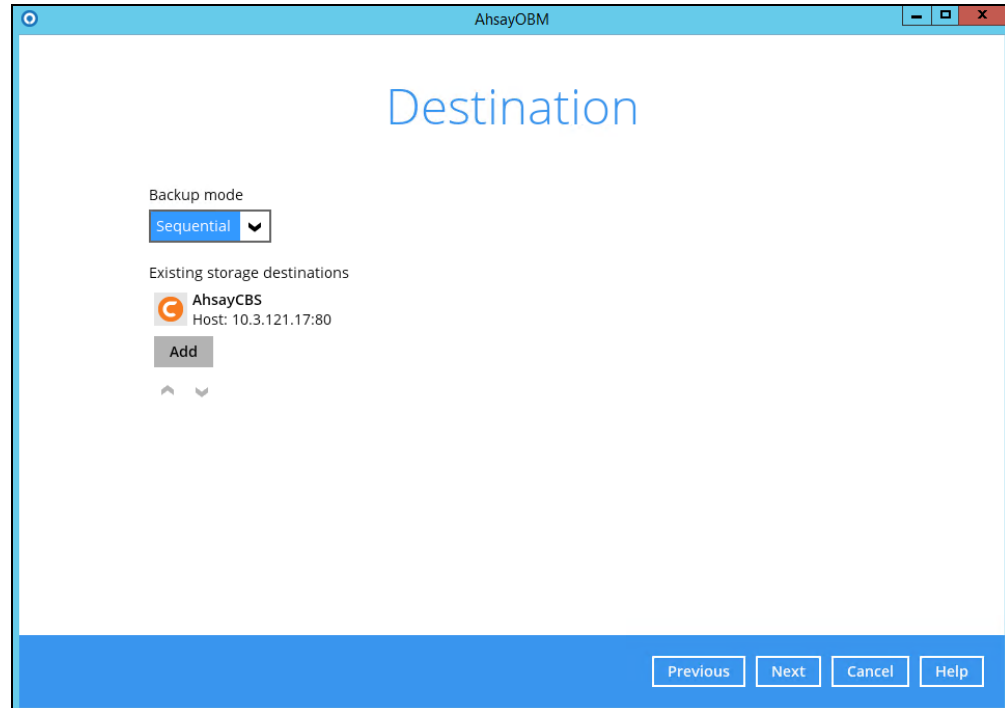 AhsayOBM
Destination
Backup mode
Sequential
Existing storage destinations
AhsayCBS
Host: 10.3.121.17:80
Add
Previous Next Cancel Help